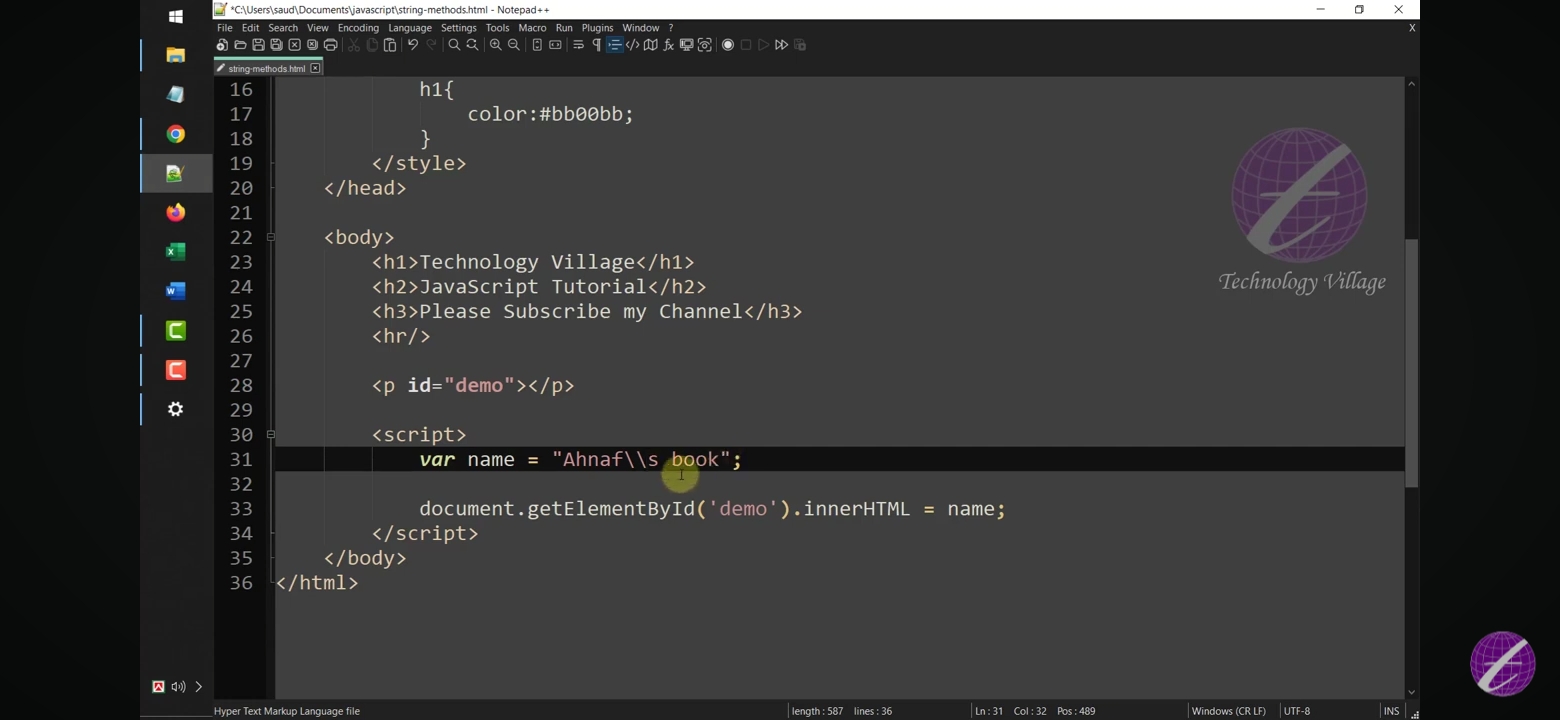 *C:\Users\saud\Documents\javascript\string-methods.html - Notepad++
File Edit Search View Encoding Language Settings Tools Macro Run Plugins Window ? X
string-methods.html
16 h1{
17 color:#bb00bb;
18 }
19 </style>
20 </head>
21
22 <body>
23 <h1>Technology Village</h1>
24 <h2>JavaScript Tutorial</h2>
25 <h3>Please Subscribe my Channel</h3>
26 <hr/>
27
28 <p id="demo"></p>
29
30 <script>
31 var name = "Ahnaf\\s book";
32
33 document.getElementById('demo').innerHTML = name;
34 </script>
35 </body>
36 </html>
Technology Village
Hyper Text Markup Language file length : 587 lines : 36 Ln : 31 Col : 32 Pos : 489 Windows (CR LF) UTF-8 INS